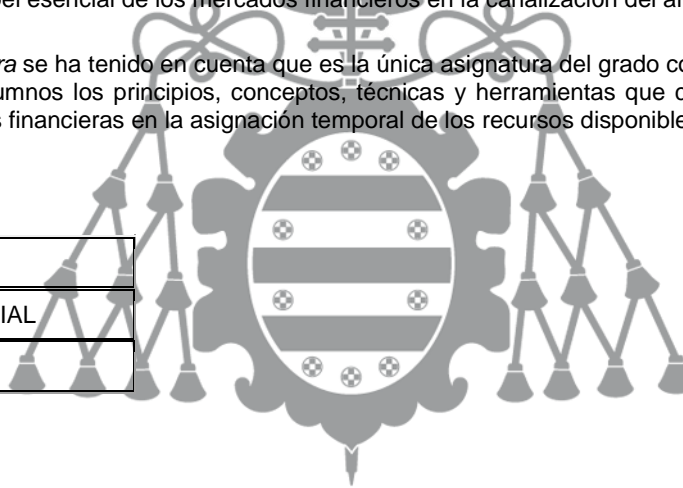 el esencial de los mercados financieros en la canalización del a
ra se ha tenido en cuenta que es la única asignatura del grado co
umnos los principios, conceptos, técnicas y herramientas que
s financieras en la asignación temporal de los recursos disponible
IAL